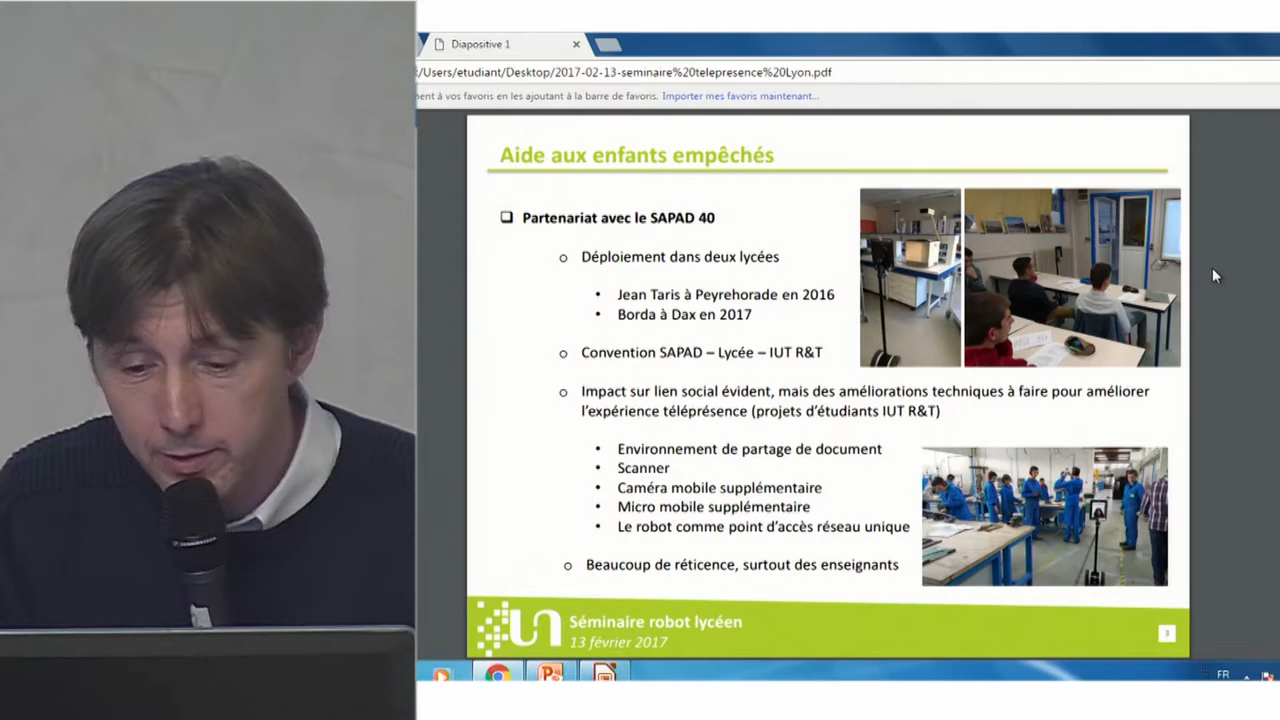 Diapositive 1
/Users/etudiant/Desktop/2017-02-13-seminaire%20telepresence%20Lyon.pdf
ment à vos favoris en les ajoutant à la barre de favoris. Importer mes favoris maintenant...
Aide aux enfants empêchés
Partenariat avec le SAPAD 40
Déploiement dans deux lycées
Jean Taris à Peyrehorade en 2016
Borda à Dax en 2017
Convention SAPAD – Lycée – IUT R&T
Impact sur lien social évident, mais des améliorations techniques à faire pour améliorer
l'expérience téléprésence (projets d'étudiants IUT R&T)
Environnement de partage de document
Scanner
Caméra mobile supplémentaire
Micro mobile supplémentaire
Le robot comme point d'accès réseau unique
Beaucoup de réticence, surtout des enseignants
Séminaire robot lycéen
13 février 2017
3
FR